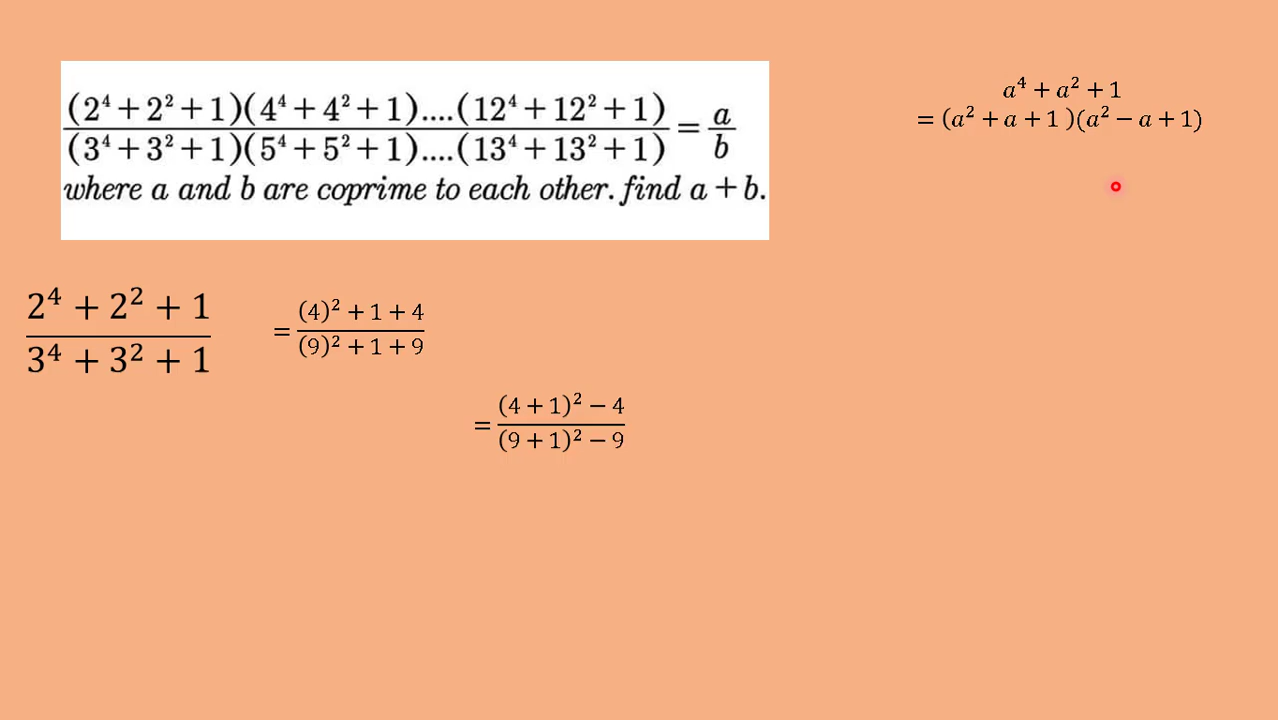 (2⁴ + 2² + 1)(4⁴ + 4² + 1)....(12⁴ + 12² + 1) / (3⁴ + 3² + 1)(5⁴ + 5² + 1)....(13⁴ + 13² + 1) = a/b
where a and b are coprime to each other. find a + b.
a⁴ + a² + 1
= (a² + a + 1 )(a² − a + 1)
2⁴ + 2² + 1 / 3⁴ + 3² + 1 = (4)² + 1 + 4 / (9)² + 1 + 9
= (4 + 1)² − 4 / (9 + 1)² − 9